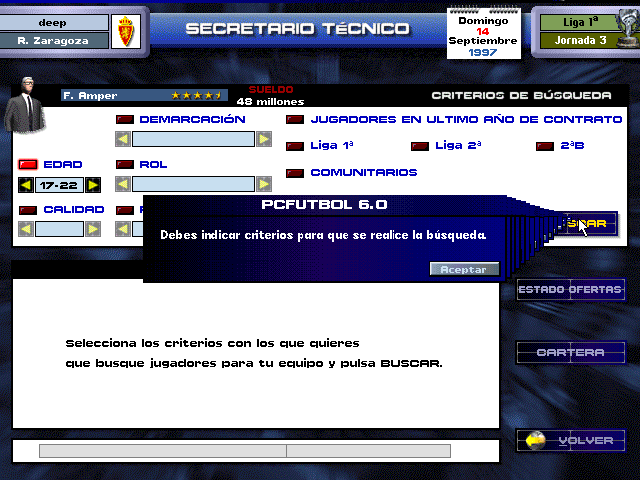 deep
R. Zaragoza
SECRETARIO TÉCNICO
Domingo
14
Septiembre
1997
Liga 1ª
Jornada 3
F. Amper
SUELDO
48 millones
CRITERIOS DE BÚSQUEDA
DEMARCACIÓN
JUGADORES EN ULTIMO AÑO DE CONTRATO
Liga 1ª
Liga 2ª
2ªB
EDAD
ROL
17-22
COMUNITARIOS
CALIDAD
PCFUTBOL 6.0
Debes indicar criterios para que se realice la búsqueda.
Aceptar
ESTADO OFERTAS
Selecciona los criterios con los que quieres
que busque jugadores para tu equipo y pulsa BUSCAR.
CARTERA
VOLVER